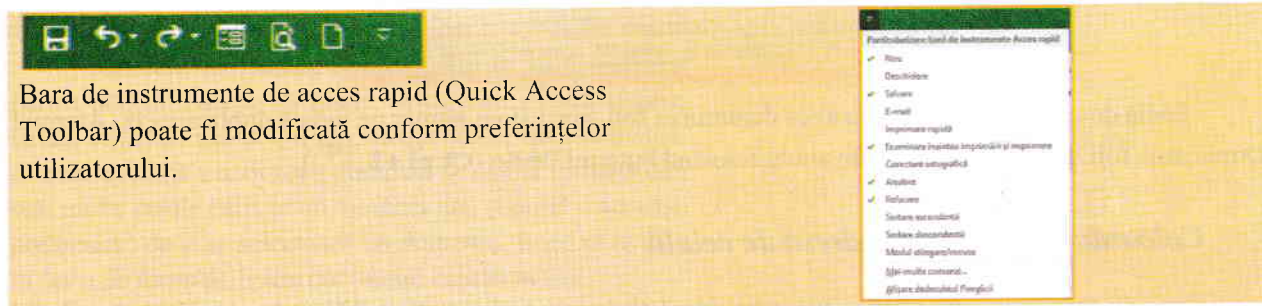 Bara de instrumente de acces rapid (Quick Access
Toolbar) poate fi modificată conform preferințelor
utilizatorului.
Particularizare bară de instrumente Acces rapid
Nou
Deschidere
Salvare
E-mail
Imprimare rapidă
Examinare înaintea imprimării și imprimare
Corectare ortografică
Anulare
Refacere
Sortare ascendentă
Sortare descendentă
Modul atingere/mouse
Mai multe comenzi...
Afișare dedesubtul Panglicii